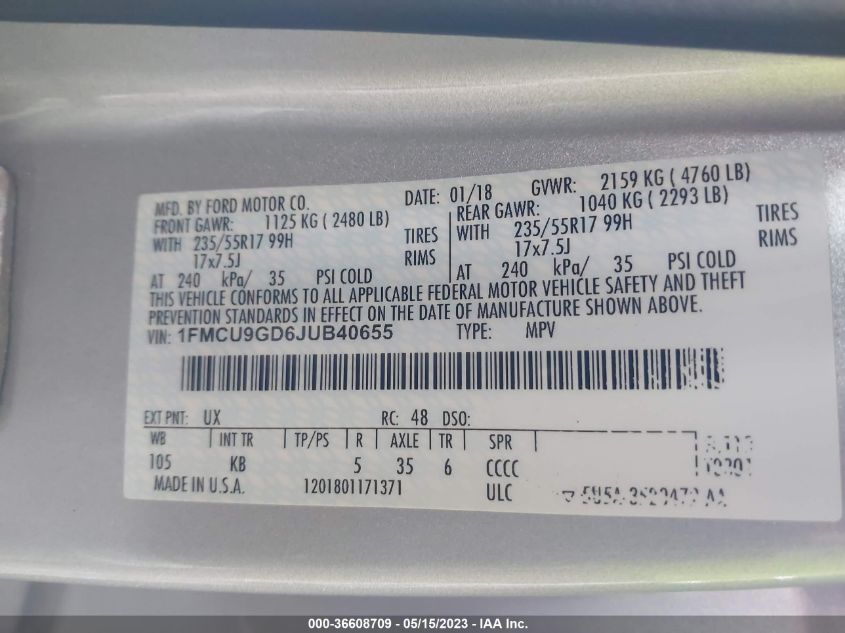 MFD. BY FORD MOTOR CO. DATE: 01/18 GVWR: 2159 KG ( 4760 LB)
FRONT GAWR: 1125 KG ( 2480 LB) REAR GAWR: 1040 KG ( 2293 LB)
WITH 235/55R17 99H TIRES WITH 235/55R17 99H TIRES
17x7.5J RIMS 17x7.5J RIMS
AT 240 kPa/ 35 PSI COLD AT 240 kPa/ 35 PSI COLD
THIS VEHICLE CONFORMS TO ALL APPLICABLE FEDERAL MOTOR VEHICLE SAFETY AND THEFT
PREVENTION STANDARDS IN EFFECT ON THE DATE OF MANUFACTURE SHOWN ABOVE.
VIN: 1FMCU9GD6JUB40655 TYPE: MPV
EXT PNT: UX RC: 48 DSO:
WB INT TR TP/PS R AXLE TR SPR
105 KB 5 35 6 CCCC
MADE IN U.S.A. 1201801171371 ULC
000-36608709 - 05/15/2023 - IAA Inc.